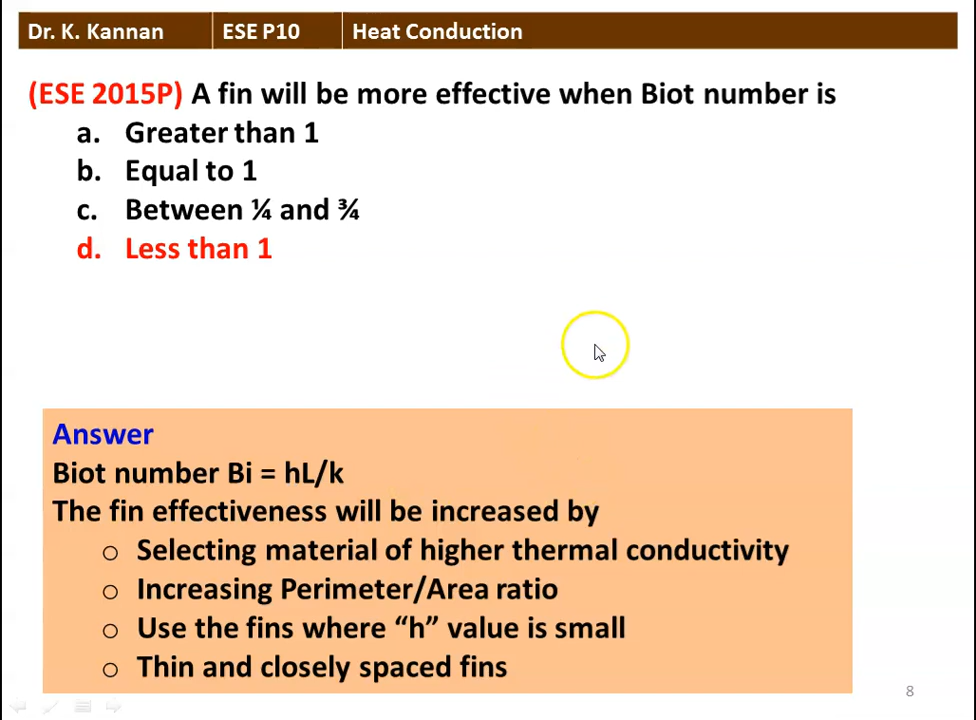 Dr. K. Kannan ESE P10 Heat Conduction
(ESE 2015P) A fin will be more effective when Biot number is
a. Greater than 1
b. Equal to 1
c. Between ¼ and ¾
d. Less than 1
Answer
Biot number Bi = hL/k
The fin effectiveness will be increased by
o Selecting material of higher thermal conductivity
o Increasing Perimeter/Area ratio
o Use the fins where “h” value is small
o Thin and closely spaced fins
8